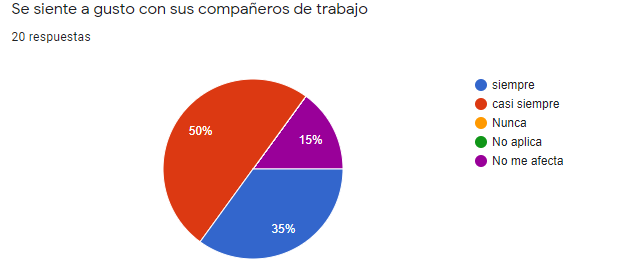 Se siente a gusto con sus compañeros de trabajo
20 respuestas
siempre
casi siempre
Nunca
No aplica
No me afecta
50%
15%
35%